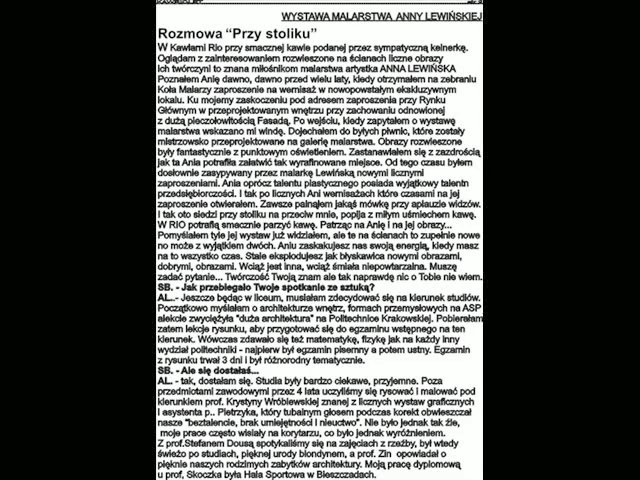 WYSTAWA MALARSTWA ANNY LEWIŃSKIEJ
Rozmowa “Przy stoliku”
W Kawiarni Rio przy smacznej kawie podanej przez sympatyczną kelnerkę.
Oglądam z zainteresowaniem rozwieszone na ścianach liczne obrazy
ich twórczyni to znana miłośnikom malarstwa artystka ANNA LEWIŃSKA
Poznałem Anię dawno, dawno przed wielu laty, kiedy otrzymałem na zebraniu
Koła Malarzy zaproszenie na wernisaż w nowopowstałym ekskluzywnym
lokalu. Ku mojemu zaskoczeniu pod adresem zaproszenia przy Rynku
Głównym w przeprojektowanym wnętrzu przy zachowaniu odnowionej
z dużą pieczołowitością Fasadą. Po wejściu, kiedy zapytałem o wystawę
malarstwa wskazano mi windę. Dojechałem do byłych piwnic, które zostały
mistrzowsko przeprojektowane na galerię malarstwa. Obrazy rozwieszone
były fantastycznie z punktowym oświetleniem. Zastanawiałem się z zazdrością
jak ta Ania potrafiła załatwić tak wyrafinowane miejsce. Od tego czasu byłem
dosłownie zasypywany przez malarkę Lewińską nowymi licznymi
zaproszeniami. Ania oprócz talentu plastycznego posiada wyjątkowy talent
przedsiębiorczości. I tak po licznych Ani wernisażach które czasami na jej
zaproszenie otwierałem. Zawsze palnąłem jakąś mówkę przy aplauzie widzów.
I tak oto siedzi przy stoliku na przeciw mnie, popija z miłym uśmiechem kawę.
W RIO potrafią smacznie parzyć kawę. Patrząc na Anię i na jej obrazy...
Pomyślałem tyle jej wystaw już widziałem, ale te na ścianach to zupełnie nowe
no może z wyjątkiem dwóch. Aniu zaskakujesz nas swoją energią, kiedy masz
na to wszystko czas. Stale eksplodujesz jak błyskawica nowymi obrazami,
dobrymi, obrazami. Wciąż jest inna, wciąż śmiała niepowtarzalna. Muszę
zadać pytanie... Twórczość Twoją znam ale tak naprawdę nic o Tobie nie wiem.
SB. - Jak przebiegało Twoje spotkanie ze sztuką?
AL..- Jeszcze będąc w liceum, musiałam zdecydować się na kierunek studiów.
Początkowo myślałam o architekturze wnętrz, formach przemysłowych na ASP
alekcie zwyciężyła “duża architektura” na Politechnice Krakowskiej. Pobierałam
zatem lekcje rysunku, aby przygotować się do egzaminu wstępnego na ten
kierunek. Wówczas zdawało się też matematykę, fizykę jak na każdy inny
wydział politechniki - najpierw był egzamin pisemny a potem ustny. Egzamin
z rysunku trwał 3 dni i był różnorodny tematycznie.
SB. - Ale się dostałaś...
AL. - tak, dostałam się. Studia były bardzo ciekawe, przyjemne. Poza
przedmiotami zawodowymi przez 4 lata uczyliśmy się rysować i malować pod
kierunkiem prof. Krystyny Wróblewskiej znanej z licznych wystaw graficznych
i asystenta p.. Pietrzyka, który tubalnym głosem podczas korekt obwieszczał
nasze “beztalencie, brak umiejętności i nieuctwo”. Nie było jednak tak źle,
moje prace często wisiały na korytarzu, co było jednak wyróżnieniem.
Z prof.Stefanem Dousą spotykaliśmy się na zajęciach z rzeźby, był wtedy
świeżo po studiach, pięknej urody blondynem, a prof. Zin opowiadał o
pięknie naszych rodzimych zabytków architektury. Moją pracą dyplomową
u prof, Skoczka była Hala Sportowa w Bieszczadach.